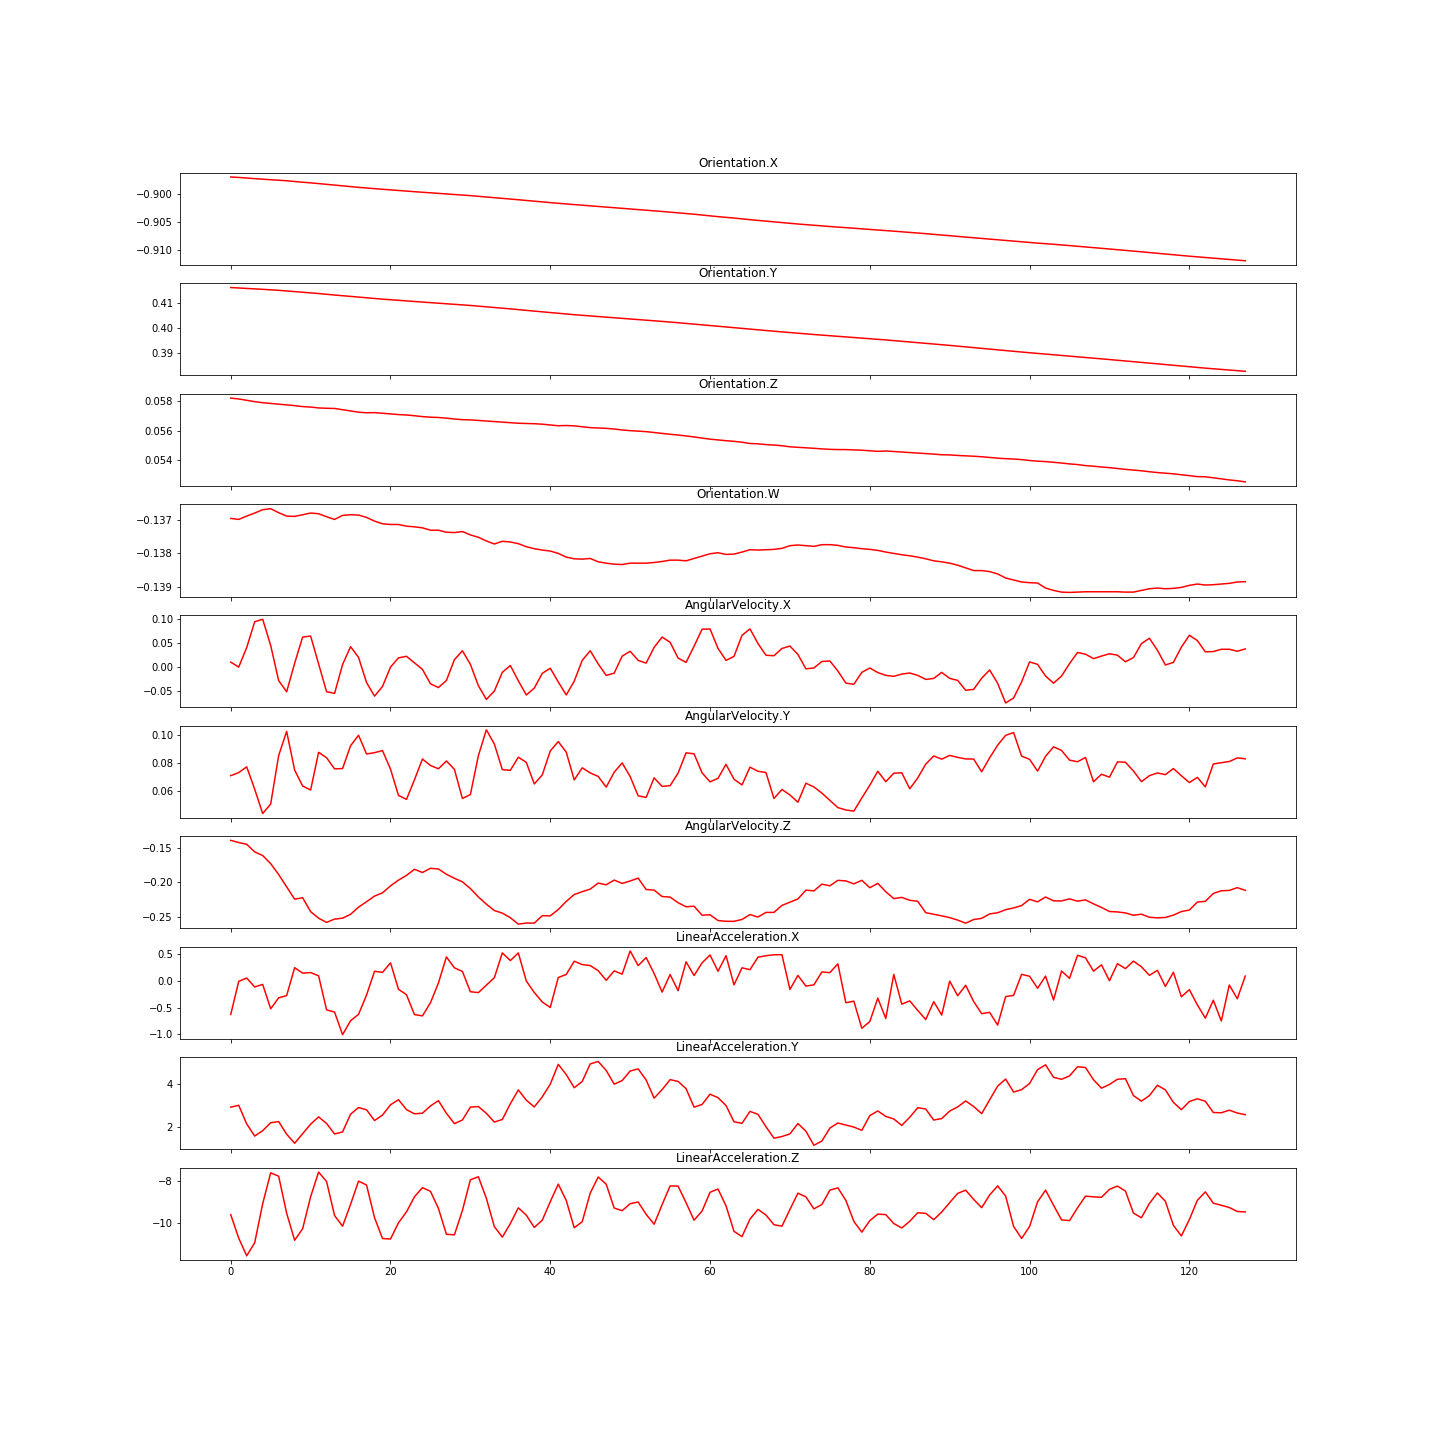 Orientation.X
−0.900
−0.905
−0.910
Orientation.Y
0.41
0.40
0.39
Orientation.Z
0.058
0.056
0.054
Orientation.W
−0.137
−0.138
−0.139
AngularVelocity.X
0.10
0.05
0.00
−0.05
AngularVelocity.Y
0.10
0.08
0.06
AngularVelocity.Z
−0.15
−0.20
−0.25
LinearAcceleration.X
0.5
0.0
−0.5
−1.0
LinearAcceleration.Y
4
2
LinearAcceleration.Z
−8
−10
0 20 40 60 80 100 120